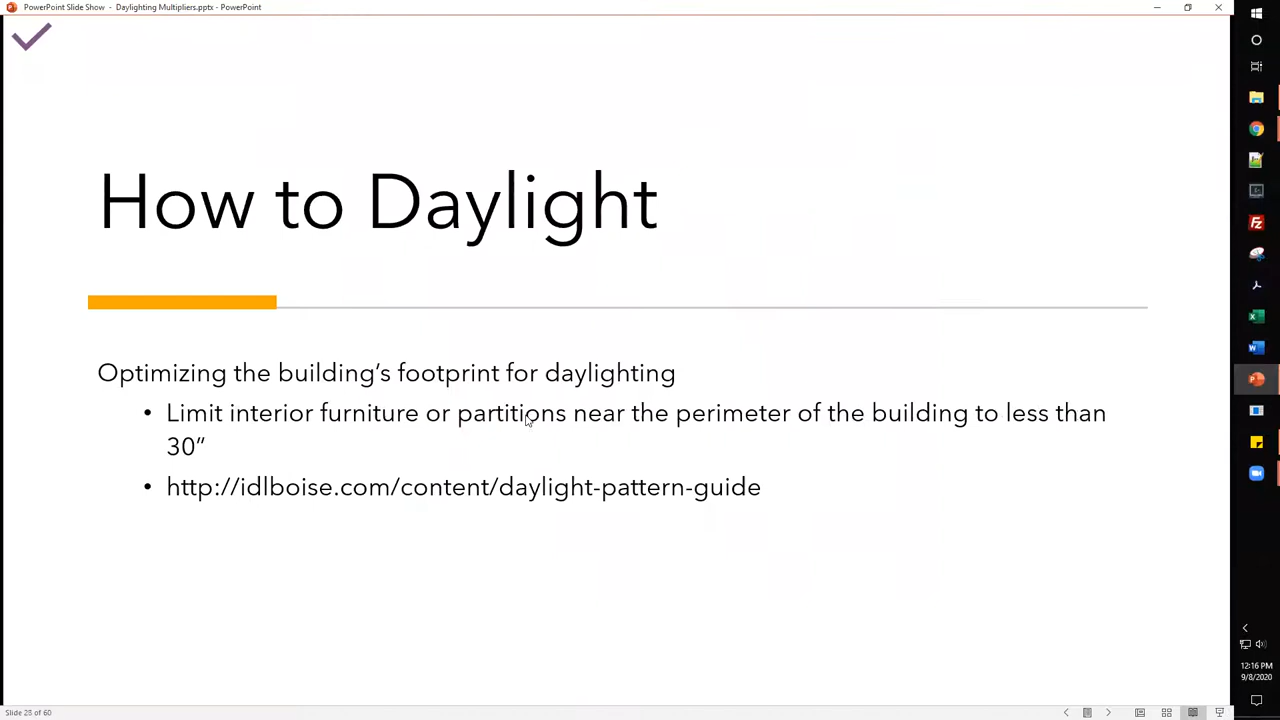 PowerPoint Slide Show - Daylighting Multipliers.pptx - PowerPoint
How to Daylight
Optimizing the building’s footprint for daylighting
• Limit interior furniture or partitions near the perimeter of the building to less than
30”
• http://idlboise.com/content/daylight-pattern-guide
12:16 PM
9/8/2020
Slide 28 of 60